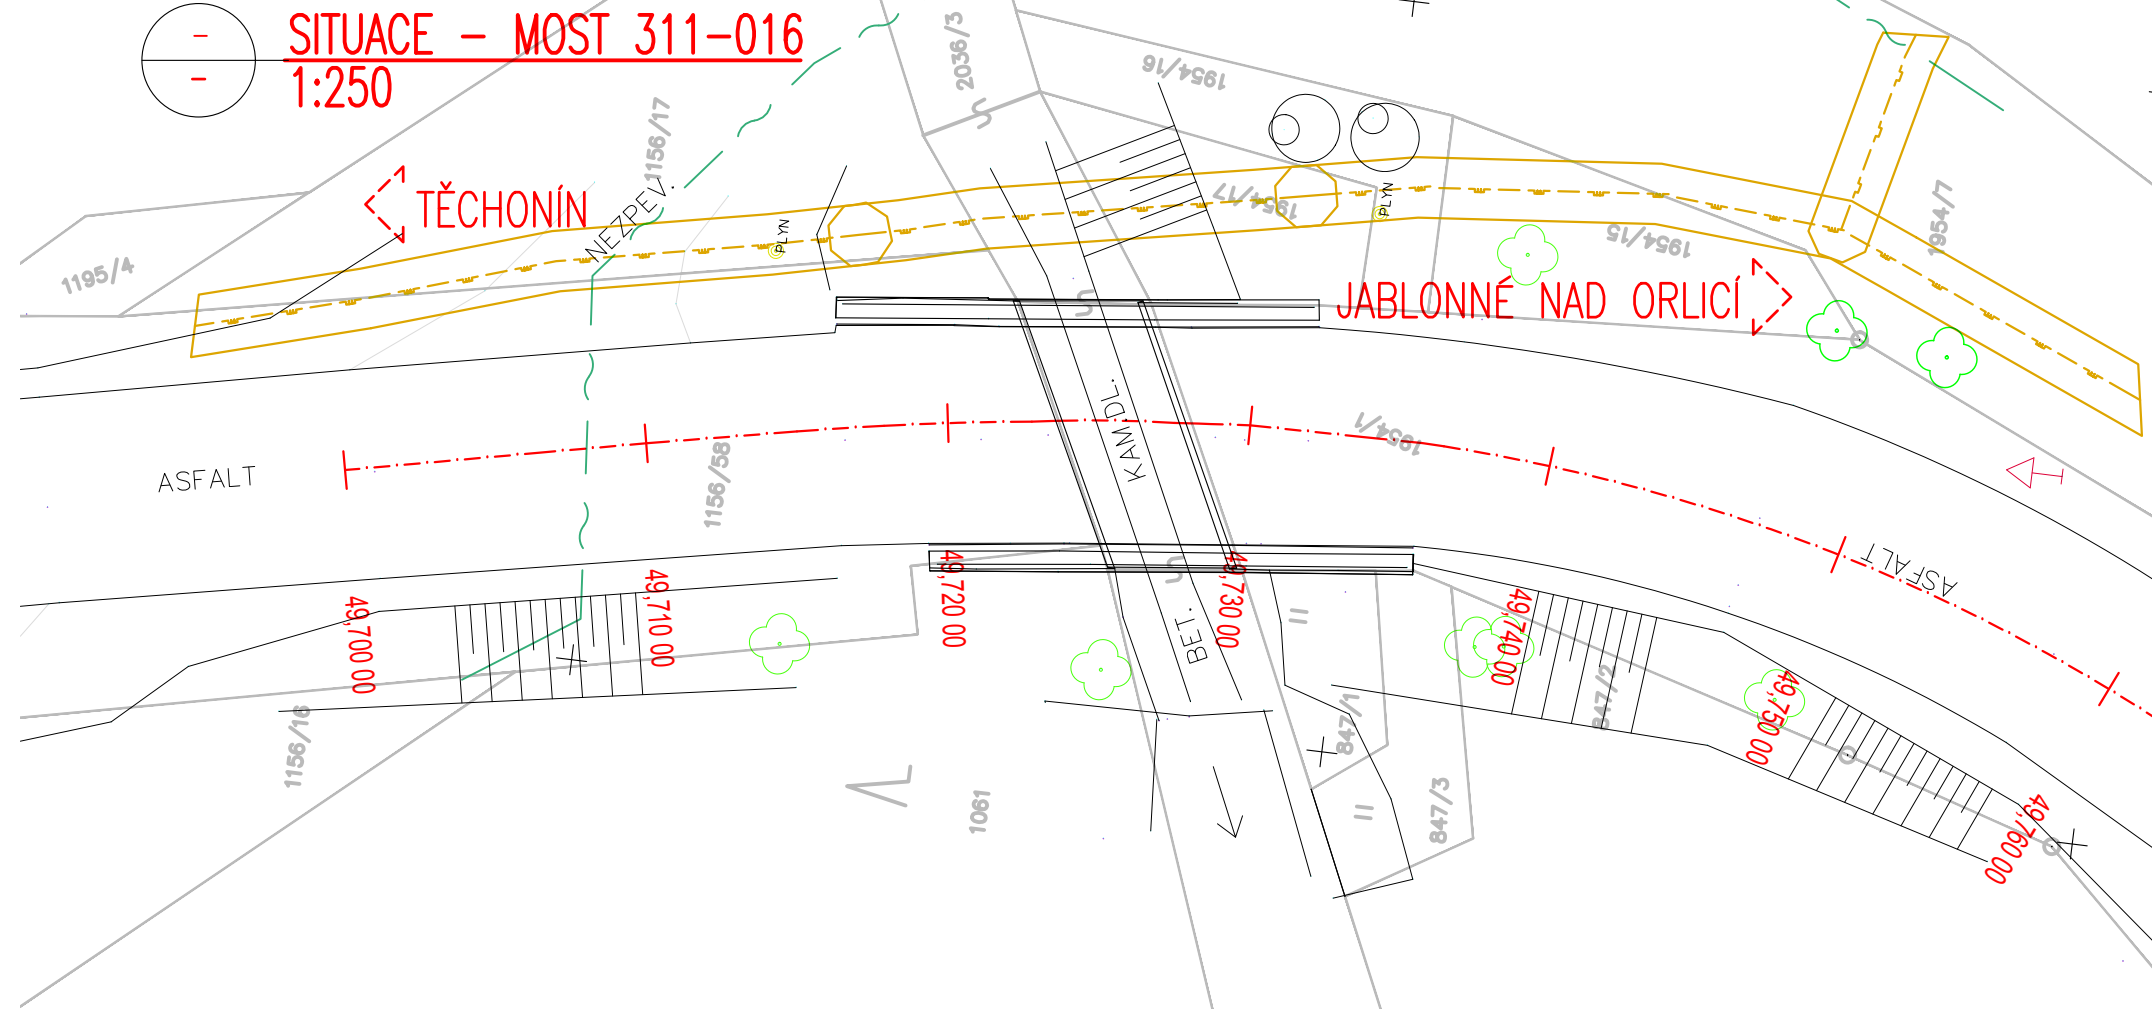 SITUACE - MOST 311-016
1:250
-
-
2036/3
1954/16
1156/17
TĚCHONÍN
NEZPEV.
PLYN
1954/17
PLYN
1954/15
1954/7
1195/4
JABLONNÉ NAD ORLICÍ
KAM.DL.
1954/1
ASFALT
1156/58
ASFALT
49,700 00
49,710 00
49,720 00
49,730 00
49,740 00
49,750 00
49,760 00
BET.
847/1
847/2
847/3
1156/16
1061